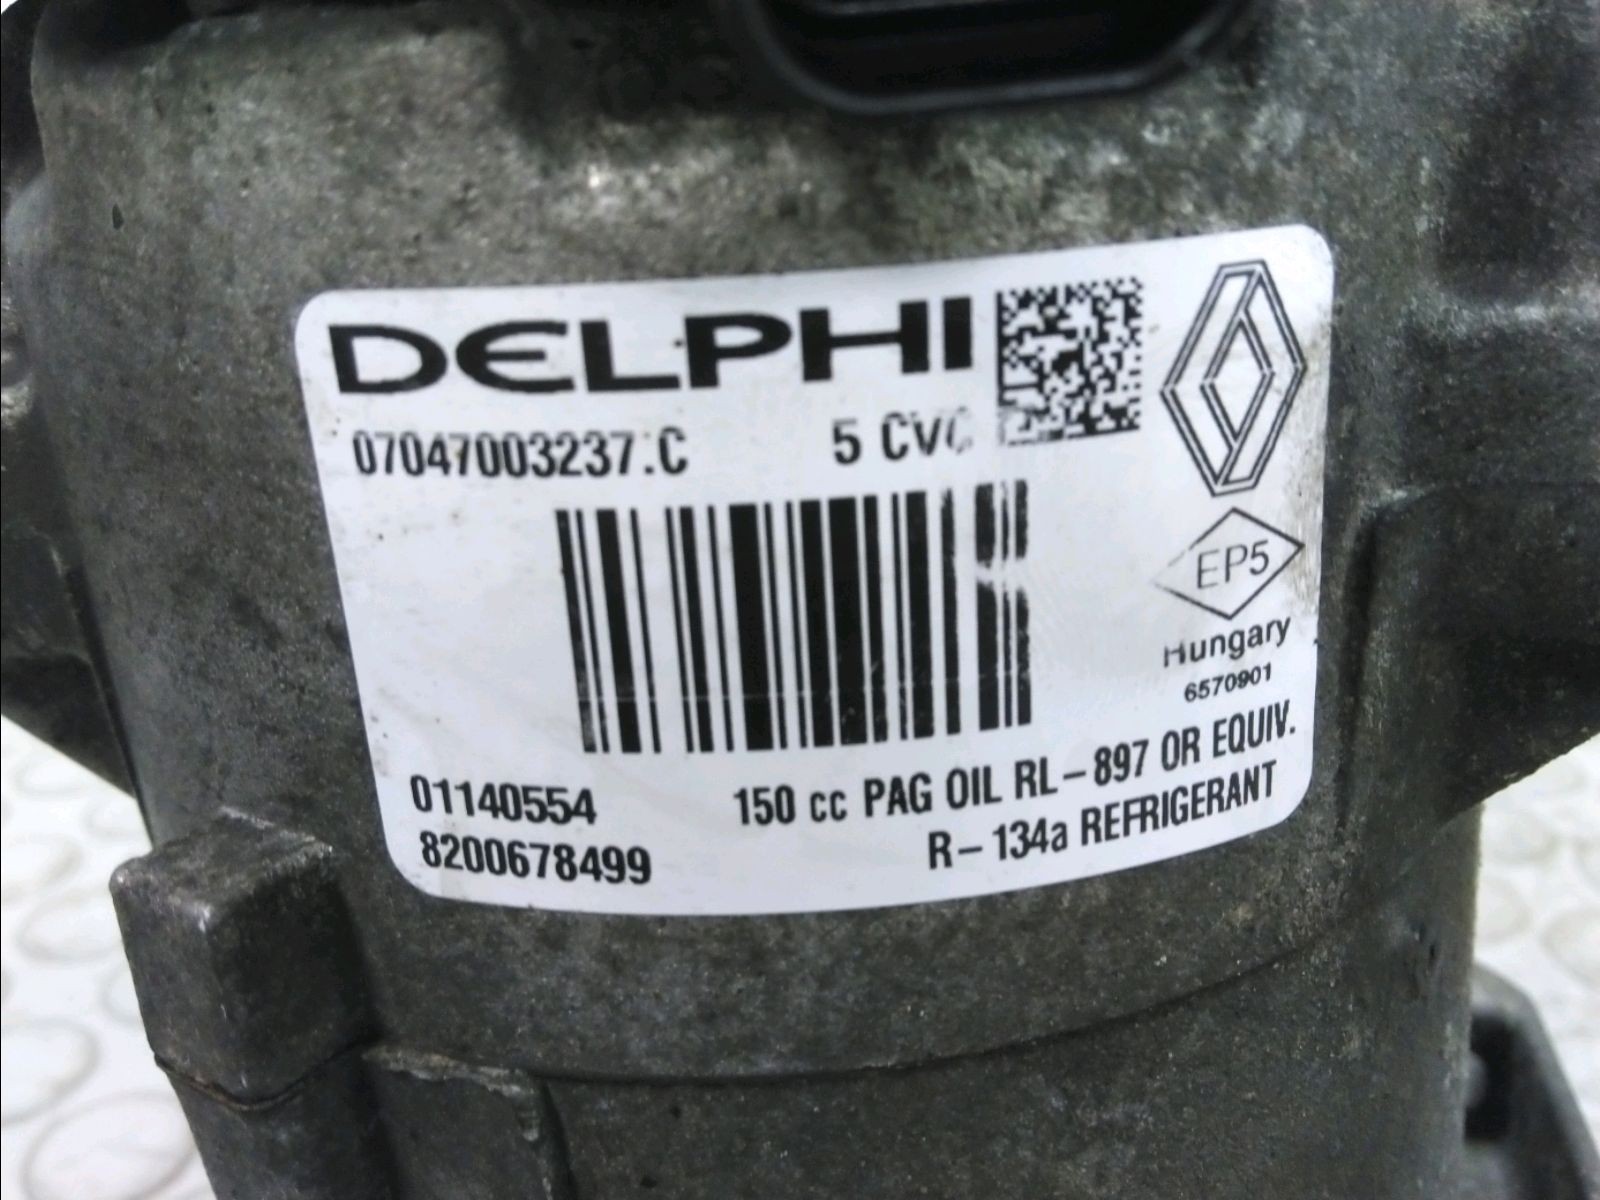 DELPHI
07047003237.C 5 CVC
EP5
Hungary
6570901
01140554 150 cc PAG OIL RL-897 OR EQUIV.
8200678499 R-134a REFRIGERANT